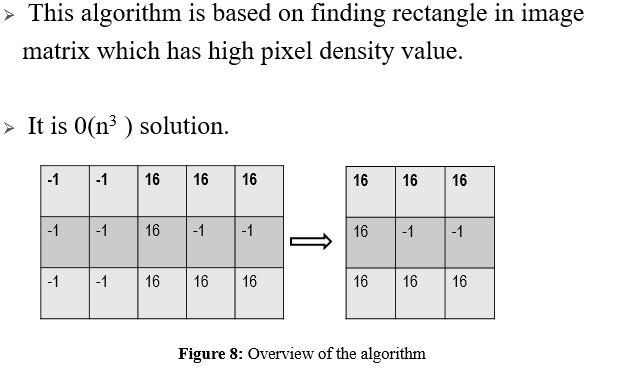 ➢ This algorithm is based on finding rectangle in image
matrix which has high pixel density value.
➢ It is 0(n³ ) solution.
-1 -1 16 16 16
-1 -1 16 -1 -1
-1 -1 16 16 16
16 16 16
16 -1 -1
16 16 16
Figure 8: Overview of the algorithm